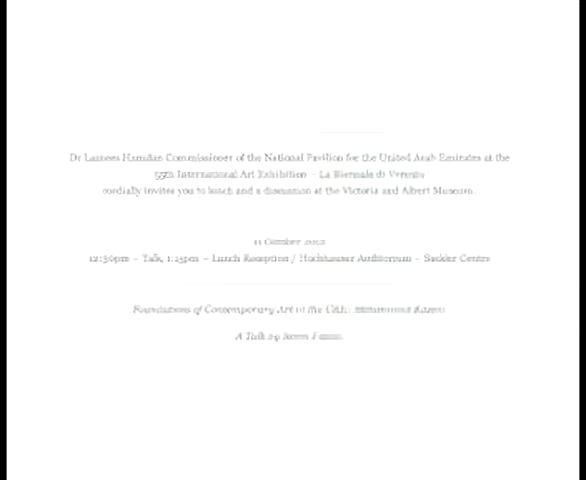 Dr Lamees Hamdan Commissioner of the National Pavilion for the United Arab Emirates at the
55th International Art Exhibition – La Biennale di Venezia
cordially invites you to lunch and a discussion at the Victoria and Albert Museum
11 October 2012
12:30pm – Talk, 1:15pm – Lunch Reception / Hochhauser Auditorium – Sackler Centre
Foundations of Contemporary Art in the UAE: Mohammed Kazem
A Talk by